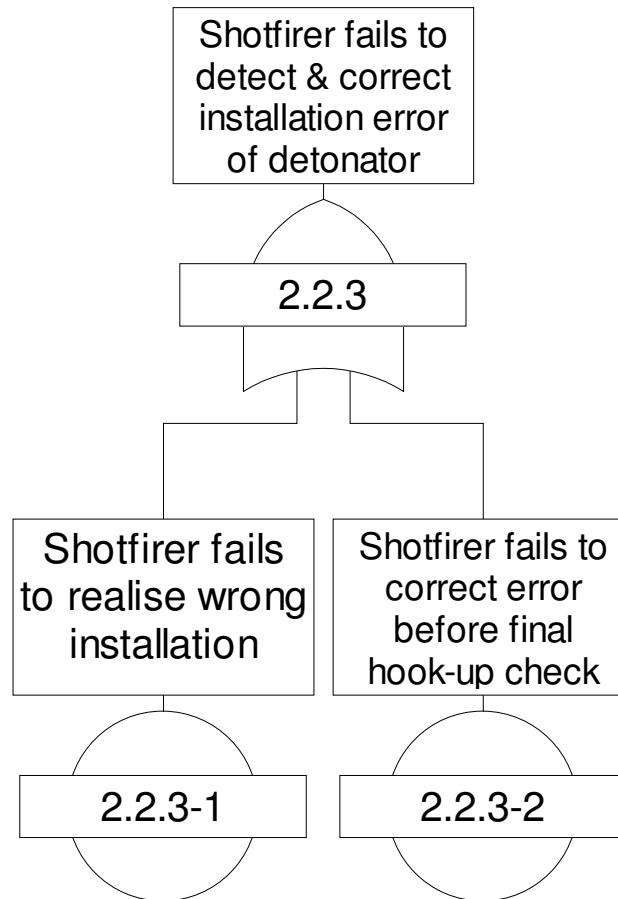 Shotfirer fails to
detect & correct
installation error
of detonator
2.2.3
Shotfirer fails
to realise wrong
installation
Shotfirer fails to
correct error
before final
hook-up check
2.2.3-1
2.2.3-2